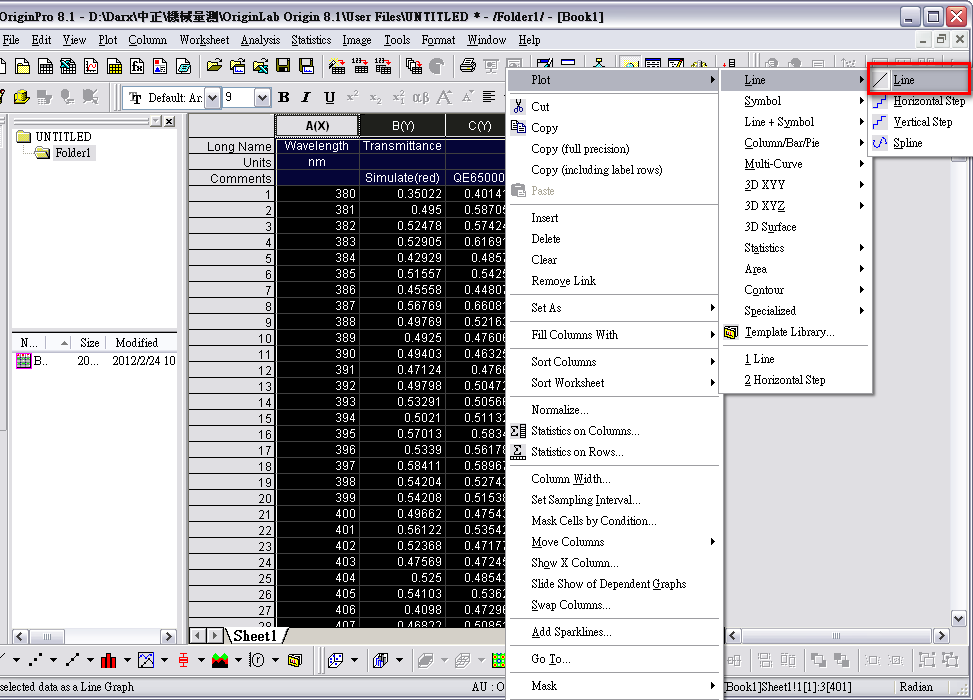 OriginPro 8.1 - D:\Darx\中正\機械量測\OriginLab Origin 8.1\User Files\UNTITLED * - /Folder1/ - [Book1]
File Edit View Plot Column Worksheet Analysis Statistics Image Tools Format Window Help
Default: Ar 9 B I U
UNTITLED
Folder1
N... Size Modified
B.. 20... 2012/2/24 10
A(X) B(Y) C(Y)
Long Name Wavelength Transmittance
Units nm
Comments Simulate(red) QE65000
1 380 0.35022 0.4014
2 381 0.495 0.5870
3 382 0.52478 0.5742
4 383 0.52905 0.6169
5 384 0.42929 0.485
6 385 0.51557 0.542
7 386 0.45558 0.4480
8 387 0.56769 0.6608
9 388 0.49769 0.5216
10 389 0.4925 0.4760
11 390 0.49403 0.4632
12 391 0.47124 0.476
13 392 0.49798 0.5047
14 393 0.53291 0.5056
15 394 0.5021 0.5113
16 395 0.57013 0.583
17 396 0.5339 0.5617
18 397 0.58411 0.5896
19 398 0.54204 0.5274
20 399 0.54208 0.5153
21 400 0.49662 0.4754
22 401 0.56122 0.5354
23 402 0.52368 0.4717
24 403 0.47569 0.4724
25 404 0.525 0.4854
26 405 0.54103 0.536
27 406 0.4098 0.4729
28 407 0.46822 0.5085
Sheet1
Plot
Cut
Copy
Copy (full precision)
Copy (including label rows)
Paste
Insert
Delete
Clear
Remove Link
Set As
Fill Columns With
Sort Columns
Sort Worksheet
Normalize...
Statistics on Columns...
Statistics on Rows...
Column Width...
Set Sampling Interval...
Mask Cells by Condition...
Move Columns
Show X Column...
Slide Show of Dependent Graphs
Swap Columns...
Add Sparklines...
Go To...
Mask
Line
Symbol
Line + Symbol
Column/Bar/Pie
Multi-Curve
3D XYY
3D XYZ
3D Surface
Statistics
Area
Contour
Specialized
Template Library...
1 Line
2 Horizontal Step
Line
Horizontal Step
Vertical Step
Spline
selected data as a Line Graph AU : O Book1]Sheet1!1[1]:3[401] Radian